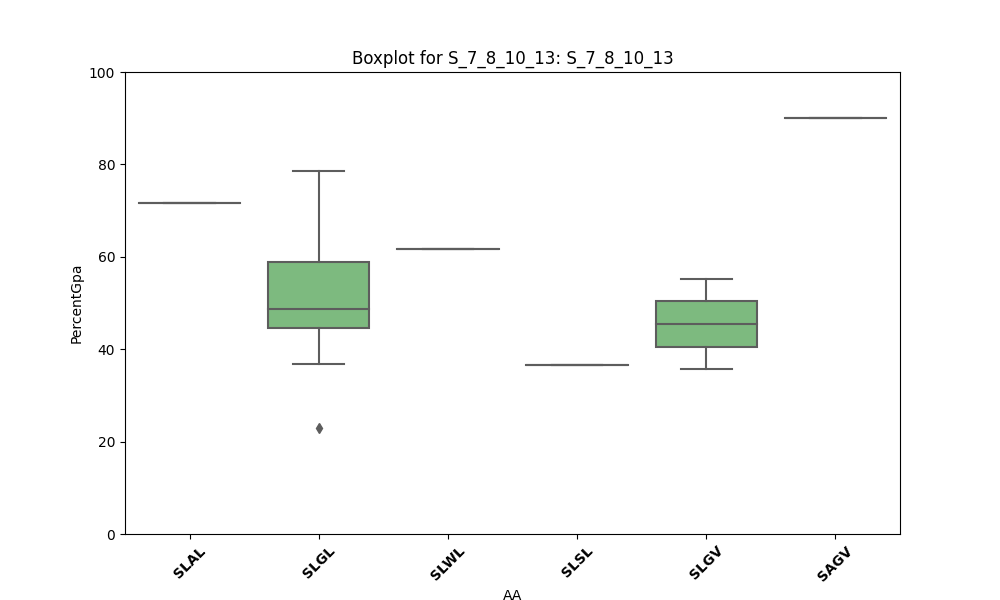 Boxplot for S_7_8_10_13: S_7_8_10_13
100
80
60
40
20
0
PercentGpa
SLAL
SLGL
SLWL
SLSL
SLGV
SAGV
AA